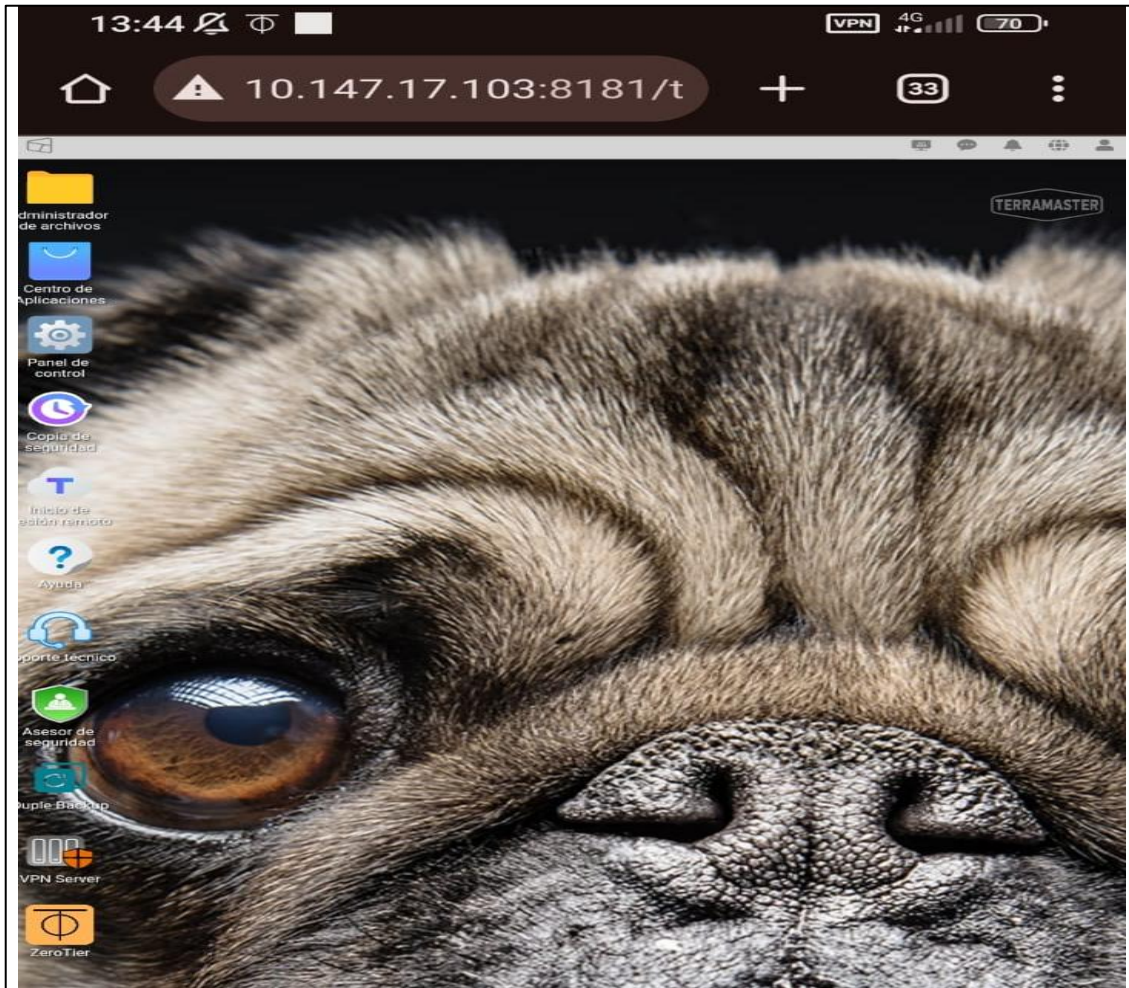 13:44
VPN 4G 70
10.147.17.103:8181/t
33
TERRAMASTER
dministrador
de archivos
Centro de
Aplicaciones...
Panel de
control
Copia de
seguridad
T
Inicio de
esión remoto
?
Ayuda
oporte técnico
Asesor de
seguridad
Duple Backup
VPN Server
ZeroTier